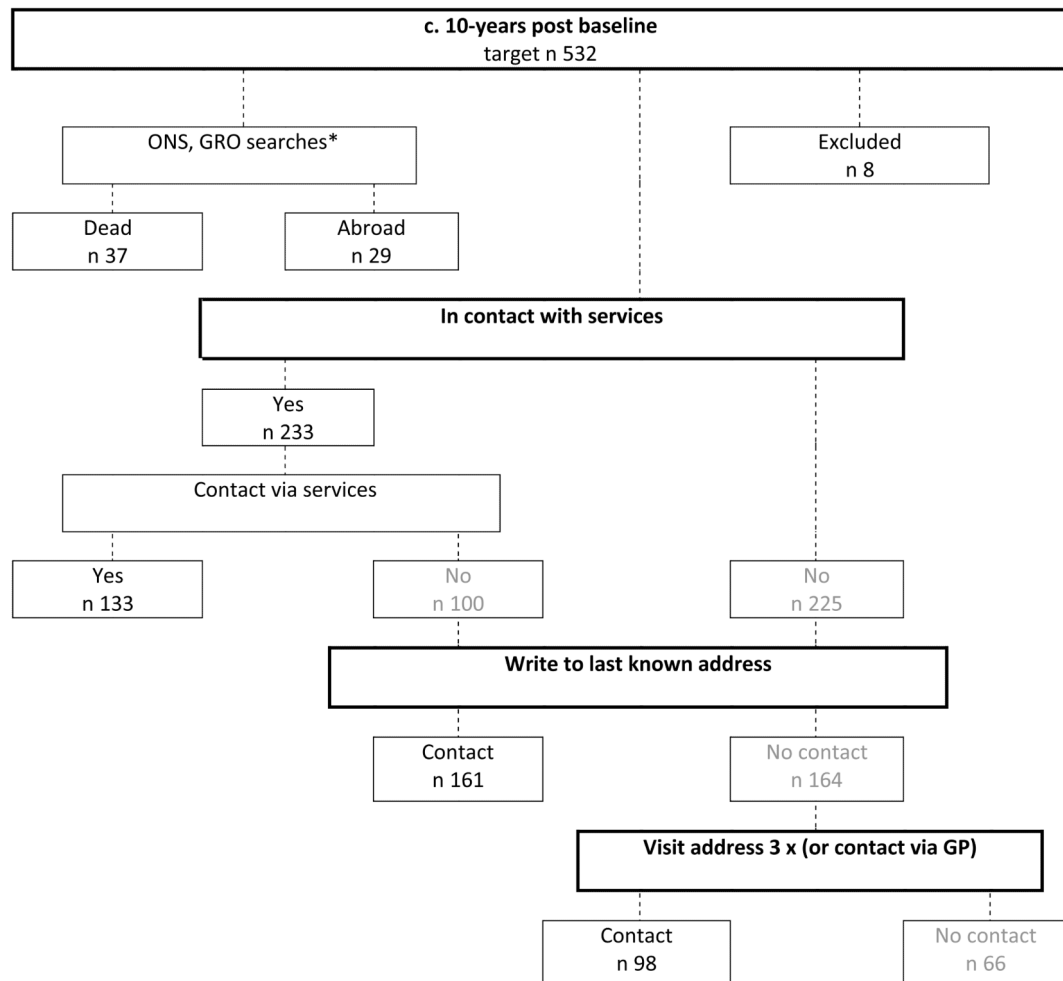 c. 10-years post baseline
target n 532
ONS, GRO searches*
Excluded
n 8
Dead
n 37
Abroad
n 29
In contact with services
Yes
n 233
Contact via services
Yes
n 133
No
n 100
No
n 225
Write to last known address
Contact
n 161
No contact
n 164
Visit address 3 x (or contact via GP)
Contact
n 98
No contact
n 66